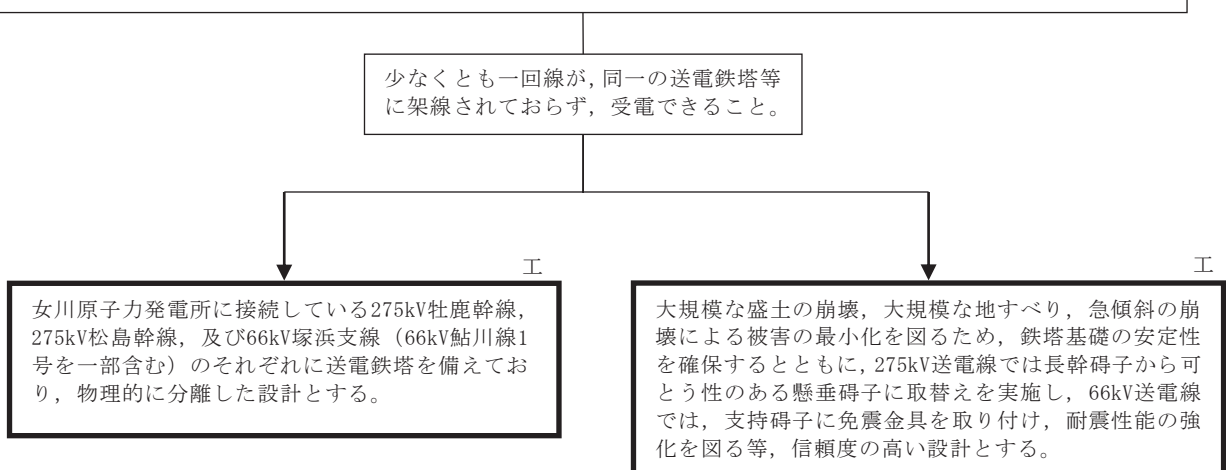 少なくとも一回線が，同一の送電鉄塔等
に架線されておらず，受電できること。
工
女川原子力発電所に接続している275kV牡鹿幹線，
275kV松島幹線，及び66kV塚浜支線（66kV鮎川線1
号を一部含む）のそれぞれに送電鉄塔を備えてお
り，物理的に分離した設計とする。
工
大規模な盛土の崩壊，大規模な地すべり，急傾斜の崩
壊による被害の最小化を図るため，鉄塔基礎の安定性
を確保するとともに，275kV送電線では長幹碍子から可
とう性のある懸垂碍子に取替えを実施し，66kV送電線
では，支持碍子に免震金具を取り付け，耐震性能の強
化を図る等，信頼度の高い設計とする。